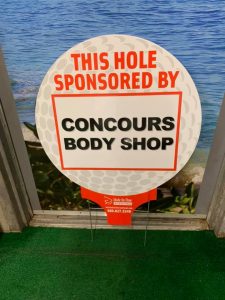 THIS HOLE
SPONSORED BY
CONCOURS
BODY SHOP